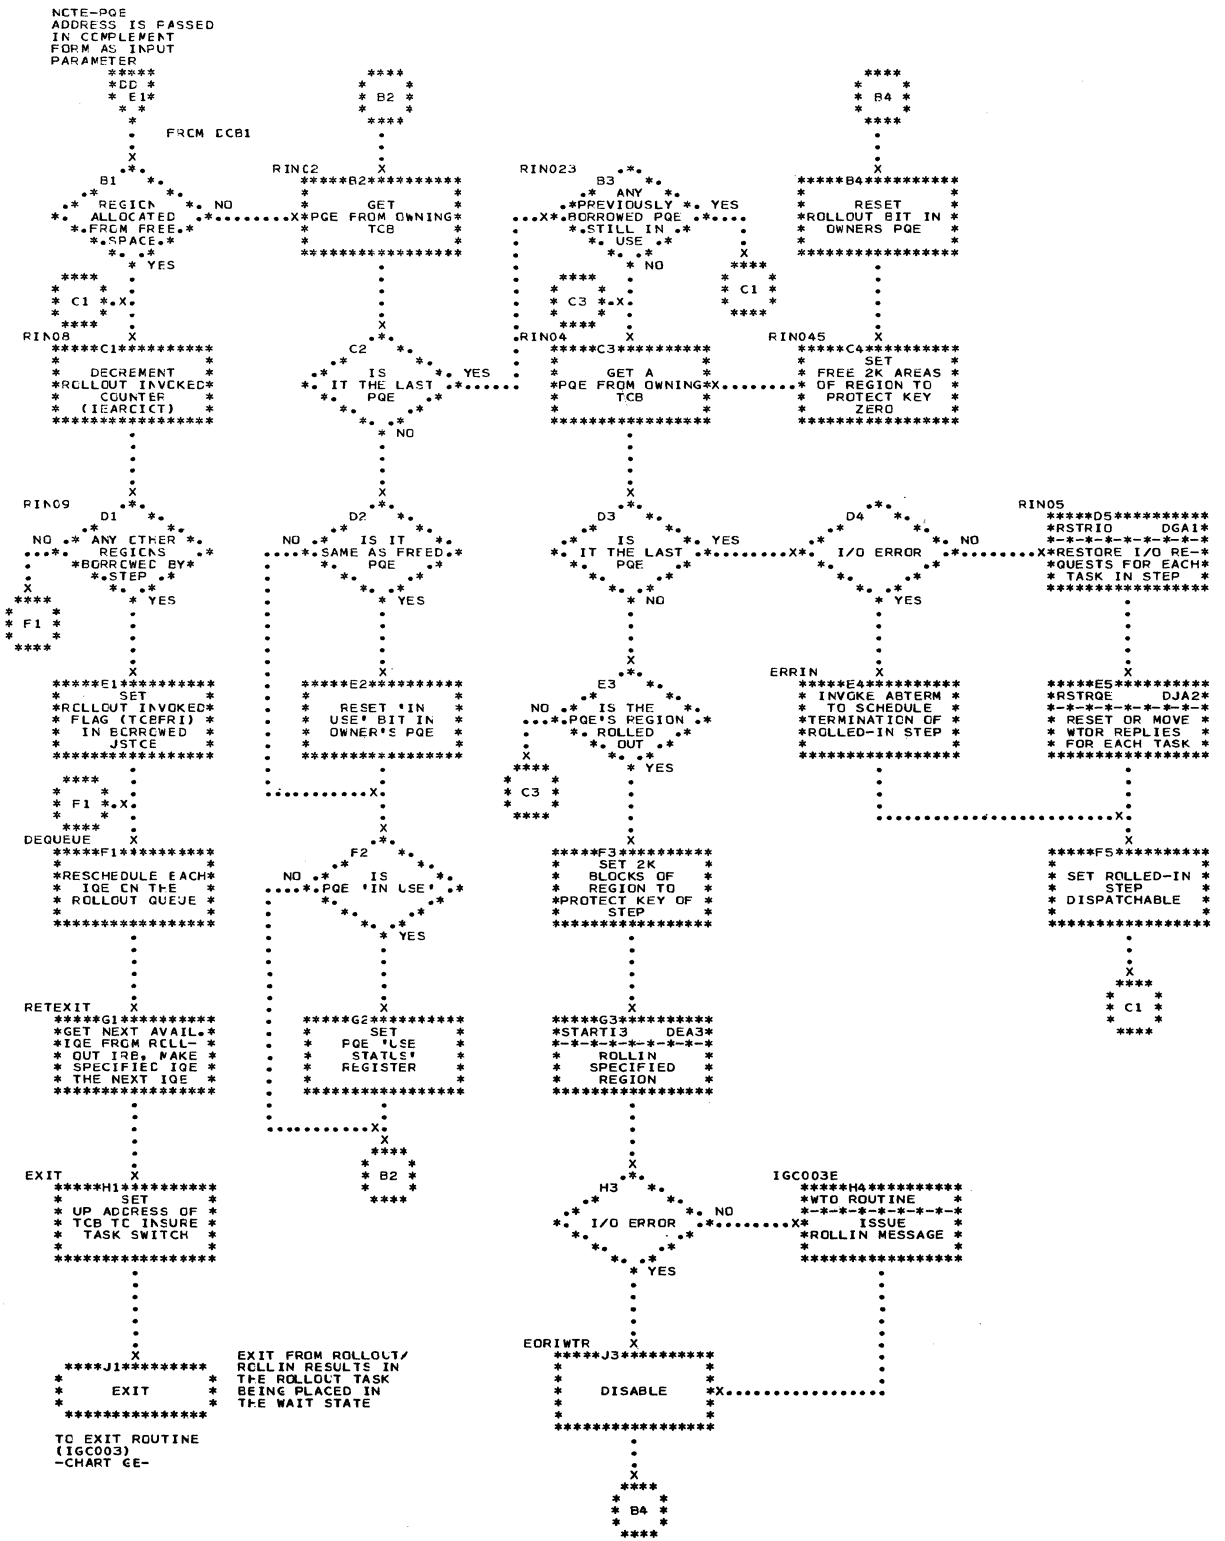 NCTE-PQE
ADDRESS IS PASSED
IN COMPLEMENT
FORM AS INPUT
PARAMETER
DD
E1
FRCM DCB1
B2
B4
B1
REGION
ALLOCATED
FROM FREE
SPACE
NO
YES
RIN02
B2
GET
PQE FROM OWNING
TCB
RIN023
B3
ANY
PREVIOUSLY
BORROWED PQE
STILL IN
USE
YES
NO
C1
B4
RESET
ROLLOUT BIT IN
OWNERS PQE
C1
C3
RIN08
C1
DECREMENT
ROLLOUT INVOKED
COUNTER
(IEARCICT)
C2
IS
IT THE LAST
PQE
YES
NO
RIN04
C3
GET A
PQE FROM OWNING
TCB
RIN045
C4
SET
FREE 2K AREAS
OF REGION TO
PROTECT KEY
ZERO
RIN09
D1
NO
ANY OTHER
REGIONS
BORROWED BY
STEP
YES
F1
D2
NO
IS IT
SAME AS FREED
PQE
YES
D3
IS
IT THE LAST
PQE
YES
NO
D4
I/O ERROR
NO
YES
RIN05
D5
RSTRIO DGA1
RESTORE I/O RE-
QUESTS FOR EACH
TASK IN STEP
E1
SET
ROLLOUT INVOKED
FLAG (TCBFRI)
IN BORROWED
JSTCB
E2
RESET 'IN
USE' BIT IN
OWNER'S PQE
E3
NO
IS THE
PQE'S REGION
ROLLED
OUT
YES
C3
ERRIN
E4
INVOKE ABTERM
TO SCHEDULE
TERMINATION OF
ROLLED-IN STEP
E5
RSTRQE DJA2
RESET OR MOVE
WTOR REPLIES
FOR EACH TASK
F1
DEQUEUE
F1
RESCHEDULE EACH
IQE ON THE
ROLLOUT QUEUE
F2
NO
IS
PQE 'IN USE'
YES
F3
SET 2K
BLOCKS OF
REGION TO
PROTECT KEY OF
STEP
F5
SET ROLLED-IN
STEP
DISPATCHABLE
C1
RETEXIT
G1
GET NEXT AVAIL.
IQE FROM ROLL-
OUT IRB, MAKE
SPECIFIED IQE
THE NEXT IQE
G2
SET
PQE 'USE
STATUS'
REGISTER
G3
STARTI3 DEA3
ROLLIN
SPECIFIED
REGION
B2
EXIT
H1
SET
UP ADDRESS OF
TCB TO INSURE
TASK SWITCH
H3
I/O ERROR
NO
YES
IGC003E
H4
WTO ROUTINE
ISSUE
ROLLIN MESSAGE
J1
EXIT
EXIT FROM ROLLOUT/
ROLLIN RESULTS IN
THE ROLLOUT TASK
BEING PLACED IN
THE WAIT STATE
EORIWTR
J3
DISABLE
TO EXIT ROUTINE
(IGC003)
-CHART GE-
B4